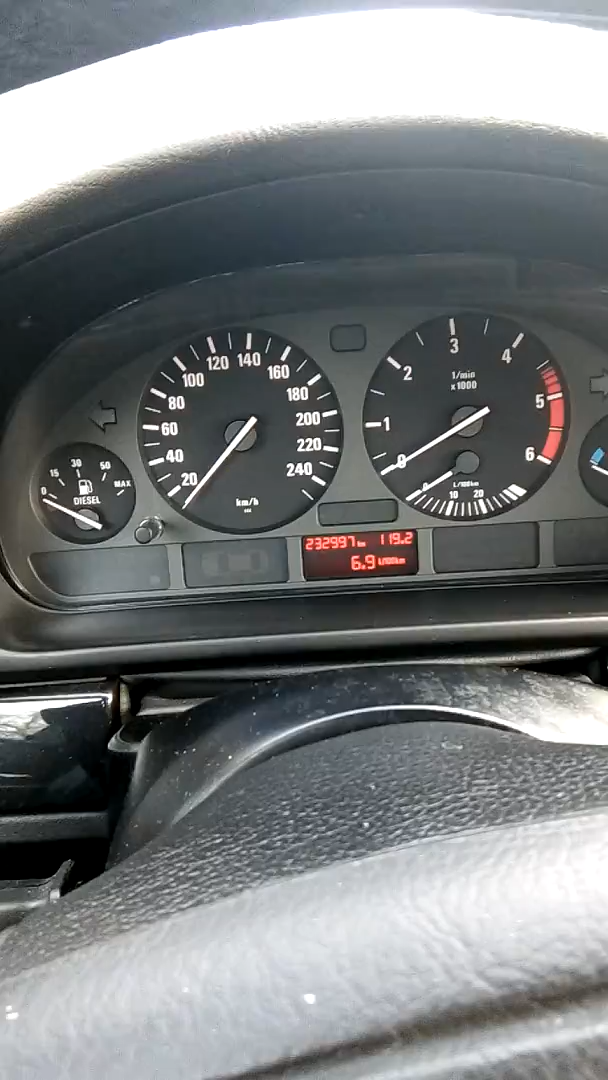 0 15 30 50 MAX
DIESEL
20 40 60 80 100 120 140 160 180 200 220 240
km/h
0 1 2 3 4 5 6
1/min
x1000
0 10 20
L/100km
232997 km 119.2
6.9 L/100km